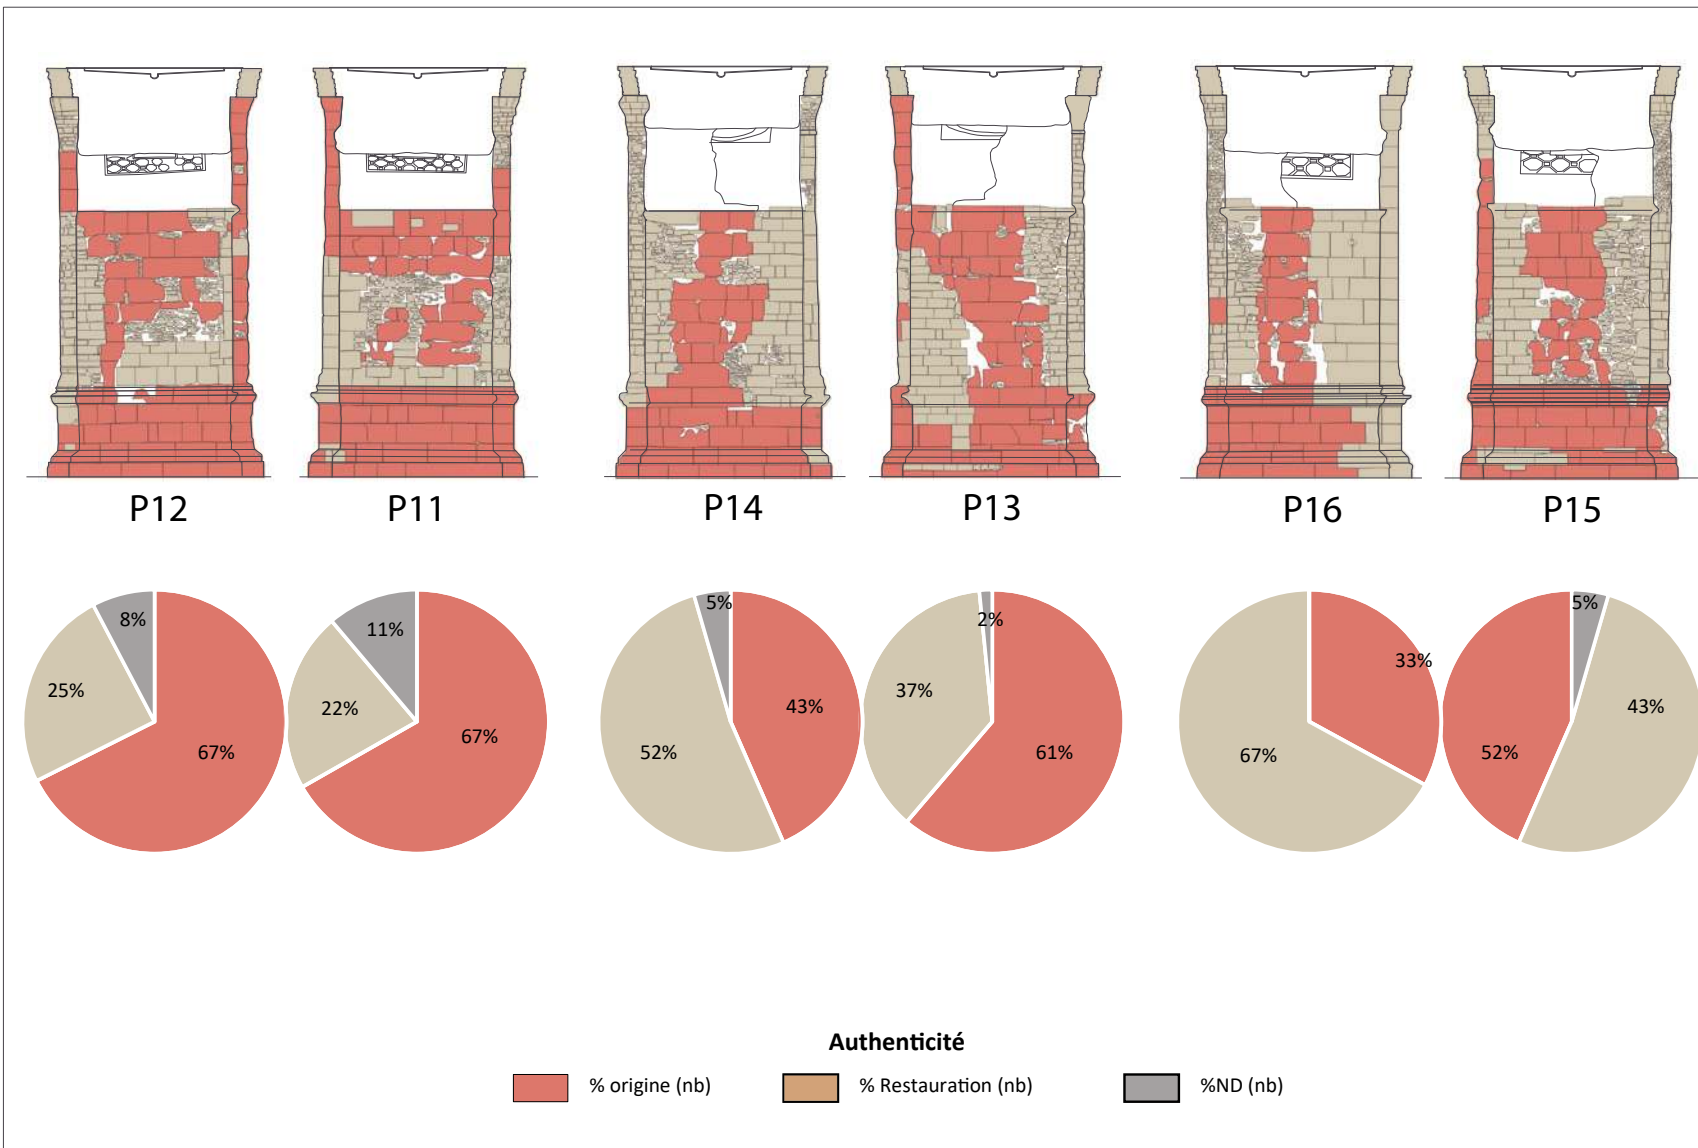 P12 P11 P14 P13 P16 P15
8% 11% 5% 2% 5%
25% 22% 43% 37% 33% 43%
67% 67% 52% 61% 67% 52%
Authenticité
% origine (nb) % Restauration (nb) %ND (nb)